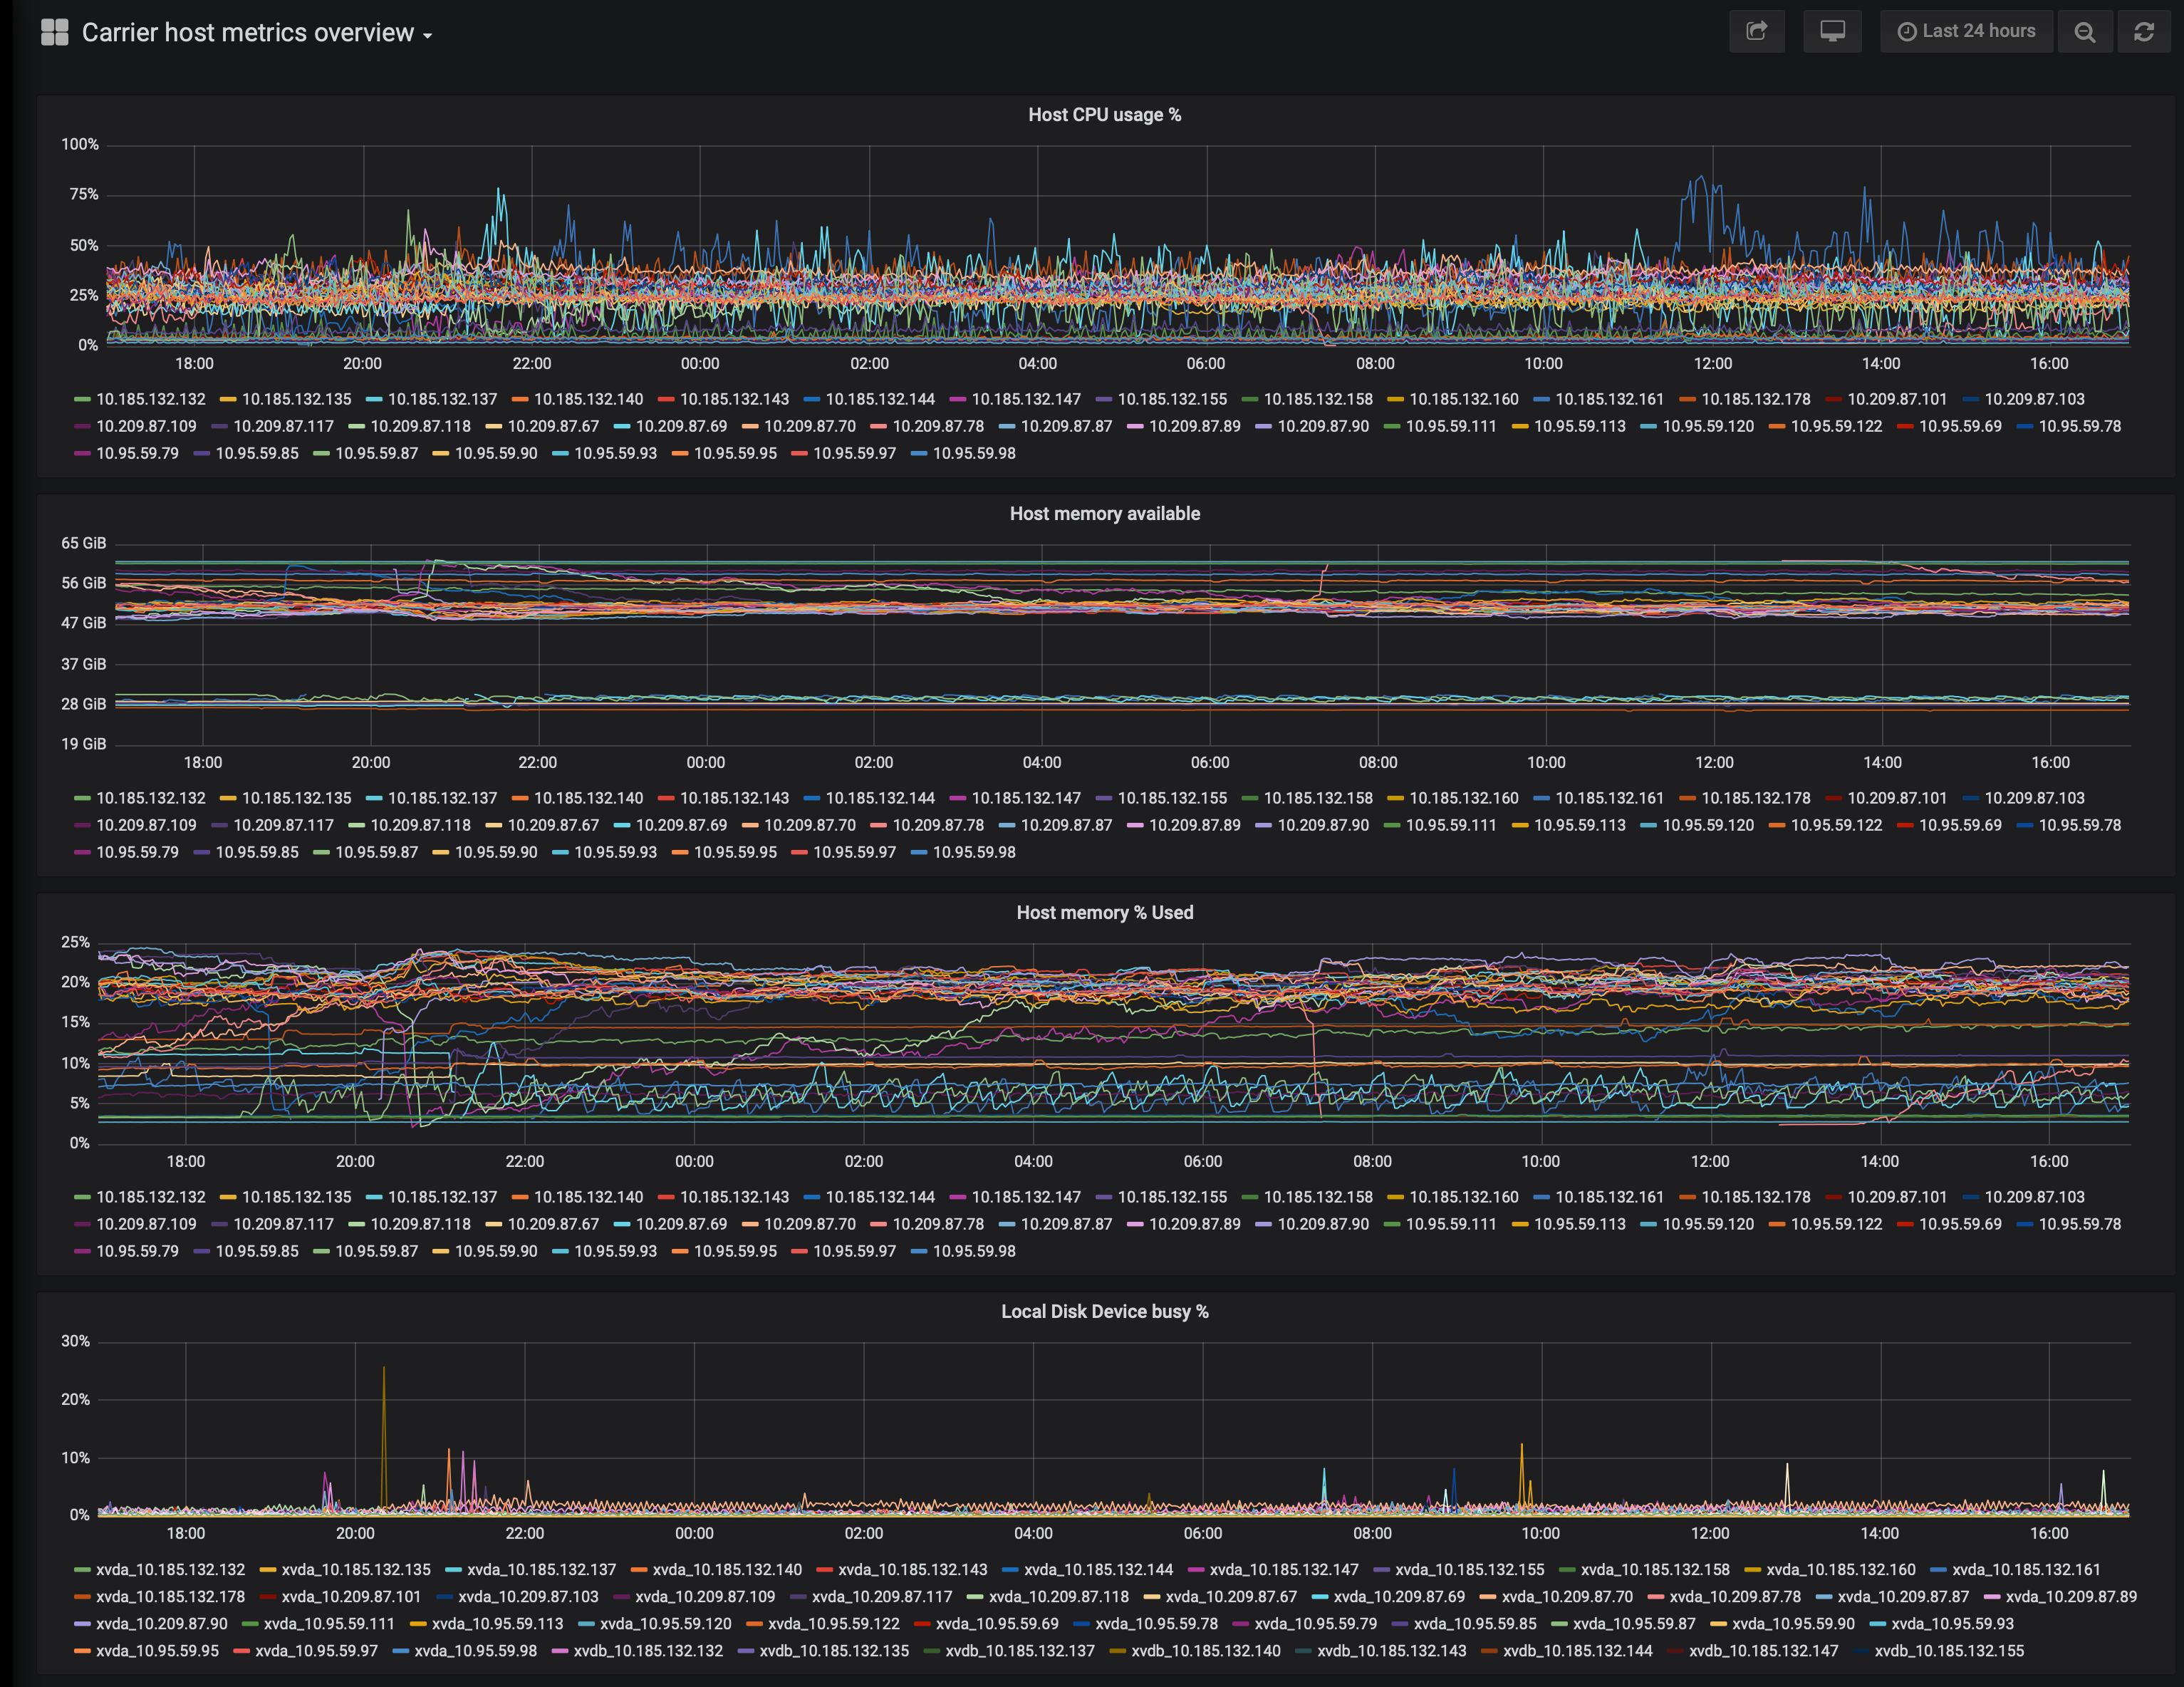 Carrier host metrics overview
Last 24 hours
Host CPU usage %
100%
75%
50%
25%
0%
18:00 20:00 22:00 00:00 02:00 04:00 06:00 08:00 10:00 12:00 14:00 16:00
10.185.132.132 10.185.132.135 10.185.132.137 10.185.132.140 10.185.132.143 10.185.132.144 10.185.132.147 10.185.132.155 10.185.132.158 10.185.132.160 10.185.132.161 10.185.132.178 10.209.87.101 10.209.87.103
10.209.87.109 10.209.87.117 10.209.87.118 10.209.87.67 10.209.87.69 10.209.87.70 10.209.87.78 10.209.87.87 10.209.87.89 10.209.87.90 10.95.59.111 10.95.59.113 10.95.59.120 10.95.59.122 10.95.59.69 10.95.59.78
10.95.59.79 10.95.59.85 10.95.59.87 10.95.59.90 10.95.59.93 10.95.59.95 10.95.59.97 10.95.59.98
Host memory available
65 GiB
56 GiB
47 GiB
37 GiB
28 GiB
19 GiB
18:00 20:00 22:00 00:00 02:00 04:00 06:00 08:00 10:00 12:00 14:00 16:00
10.185.132.132 10.185.132.135 10.185.132.137 10.185.132.140 10.185.132.143 10.185.132.144 10.185.132.147 10.185.132.155 10.185.132.158 10.185.132.160 10.185.132.161 10.185.132.178 10.209.87.101 10.209.87.103
10.209.87.109 10.209.87.117 10.209.87.118 10.209.87.67 10.209.87.69 10.209.87.70 10.209.87.78 10.209.87.87 10.209.87.89 10.209.87.90 10.95.59.111 10.95.59.113 10.95.59.120 10.95.59.122 10.95.59.69 10.95.59.78
10.95.59.79 10.95.59.85 10.95.59.87 10.95.59.90 10.95.59.93 10.95.59.95 10.95.59.97 10.95.59.98
Host memory % Used
25%
20%
15%
10%
5%
0%
18:00 20:00 22:00 00:00 02:00 04:00 06:00 08:00 10:00 12:00 14:00 16:00
10.185.132.132 10.185.132.135 10.185.132.137 10.185.132.140 10.185.132.143 10.185.132.144 10.185.132.147 10.185.132.155 10.185.132.158 10.185.132.160 10.185.132.161 10.185.132.178 10.209.87.101 10.209.87.103
10.209.87.109 10.209.87.117 10.209.87.118 10.209.87.67 10.209.87.69 10.209.87.70 10.209.87.78 10.209.87.87 10.209.87.89 10.209.87.90 10.95.59.111 10.95.59.113 10.95.59.120 10.95.59.122 10.95.59.69 10.95.59.78
10.95.59.79 10.95.59.85 10.95.59.87 10.95.59.90 10.95.59.93 10.95.59.95 10.95.59.97 10.95.59.98
Local Disk Device busy %
30%
20%
10%
0%
18:00 20:00 22:00 00:00 02:00 04:00 06:00 08:00 10:00 12:00 14:00 16:00
xvda_10.185.132.132 xvda_10.185.132.135 xvda_10.185.132.137 xvda_10.185.132.140 xvda_10.185.132.143 xvda_10.185.132.144 xvda_10.185.132.147 xvda_10.185.132.155 xvda_10.185.132.158 xvda_10.185.132.160 xvda_10.185.132.161
xvda_10.185.132.178 xvda_10.209.87.101 xvda_10.209.87.103 xvda_10.209.87.109 xvda_10.209.87.117 xvda_10.209.87.118 xvda_10.209.87.67 xvda_10.209.87.69 xvda_10.209.87.70 xvda_10.209.87.78 xvda_10.209.87.87 xvda_10.209.87.89
xvda_10.209.87.90 xvda_10.95.59.111 xvda_10.95.59.113 xvda_10.95.59.120 xvda_10.95.59.122 xvda_10.95.59.69 xvda_10.95.59.78 xvda_10.95.59.79 xvda_10.95.59.85 xvda_10.95.59.87 xvda_10.95.59.90 xvda_10.95.59.93
xvda_10.95.59.95 xvda_10.95.59.97 xvda_10.95.59.98 xvdb_10.185.132.132 xvdb_10.185.132.135 xvdb_10.185.132.137 xvdb_10.185.132.140 xvdb_10.185.132.143 xvdb_10.185.132.144 xvdb_10.185.132.147 xvdb_10.185.132.155